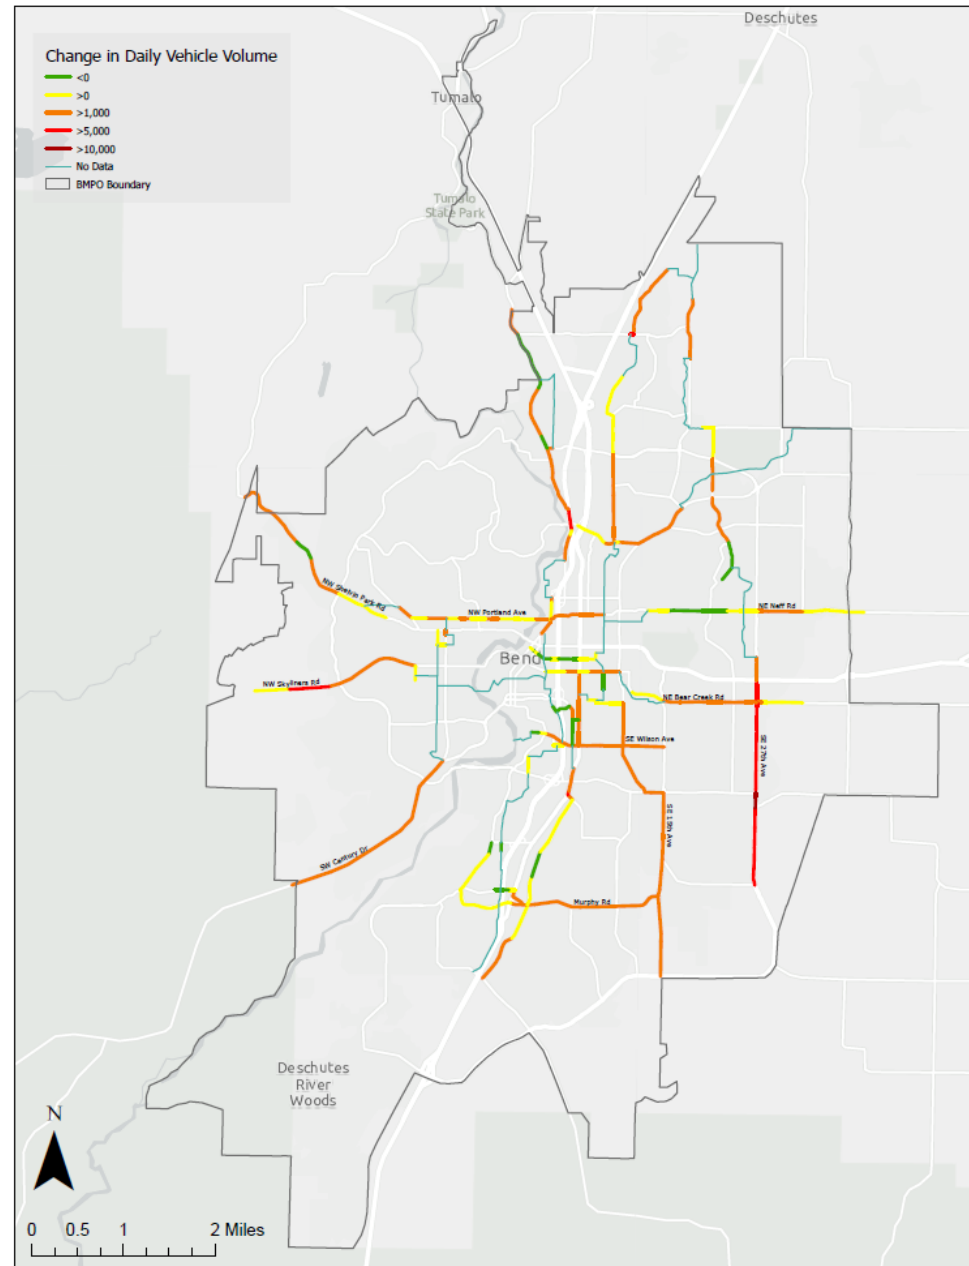 Deschutes
Change in Daily Vehicle Volume
<0
>0
>1,000
>5,000
>10,000
No Data
BMPO Boundary
Tumalo
Tumalo
State Park
NW Shevlin Park Rd
NW Portland Ave
NE Neff Rd
Bend
NW Skyliners Rd
NE Bear Creek Rd
SE Wilson Ave
SE 27th Ave
SE 15th Ave
SW Century Dr
Murphy Rd
Deschutes
River
Woods
N
0 0.5 1 2 Miles